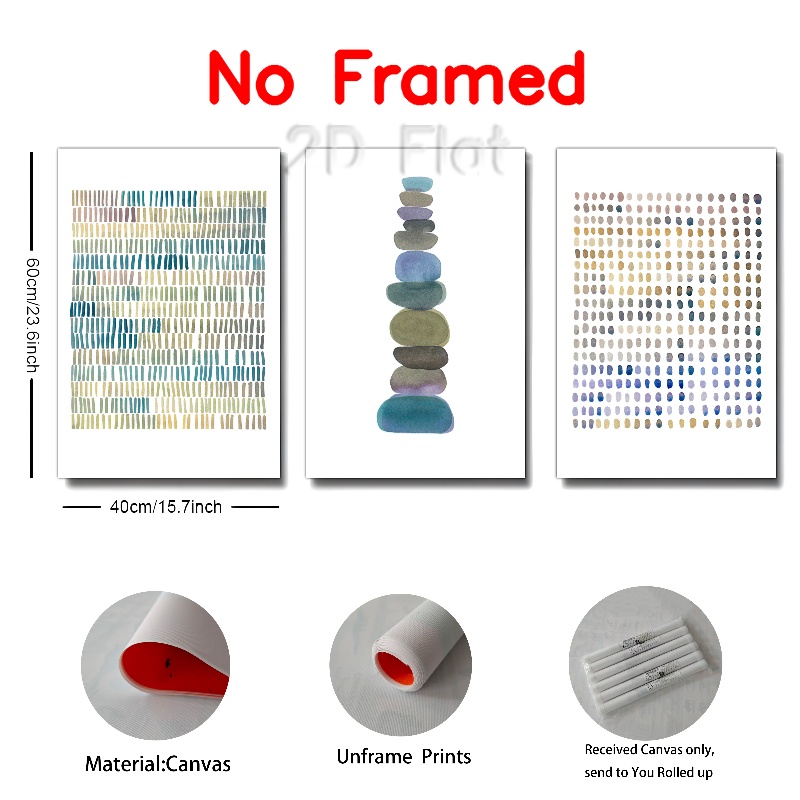 No Framed
2D Flat
60cm/23.6inch
40cm/15.7inch
Material:Canvas
Unframe Prints
Received Canvas only,
send to You Rolled up